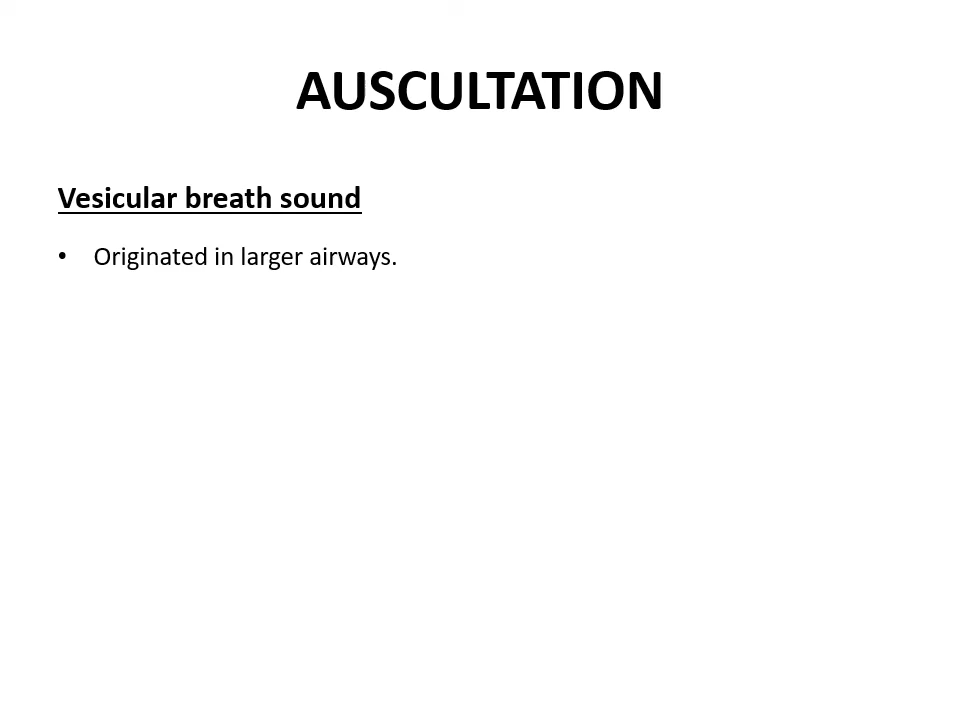 AUSCULTATION
Vesicular breath sound
• Originated in larger airways.